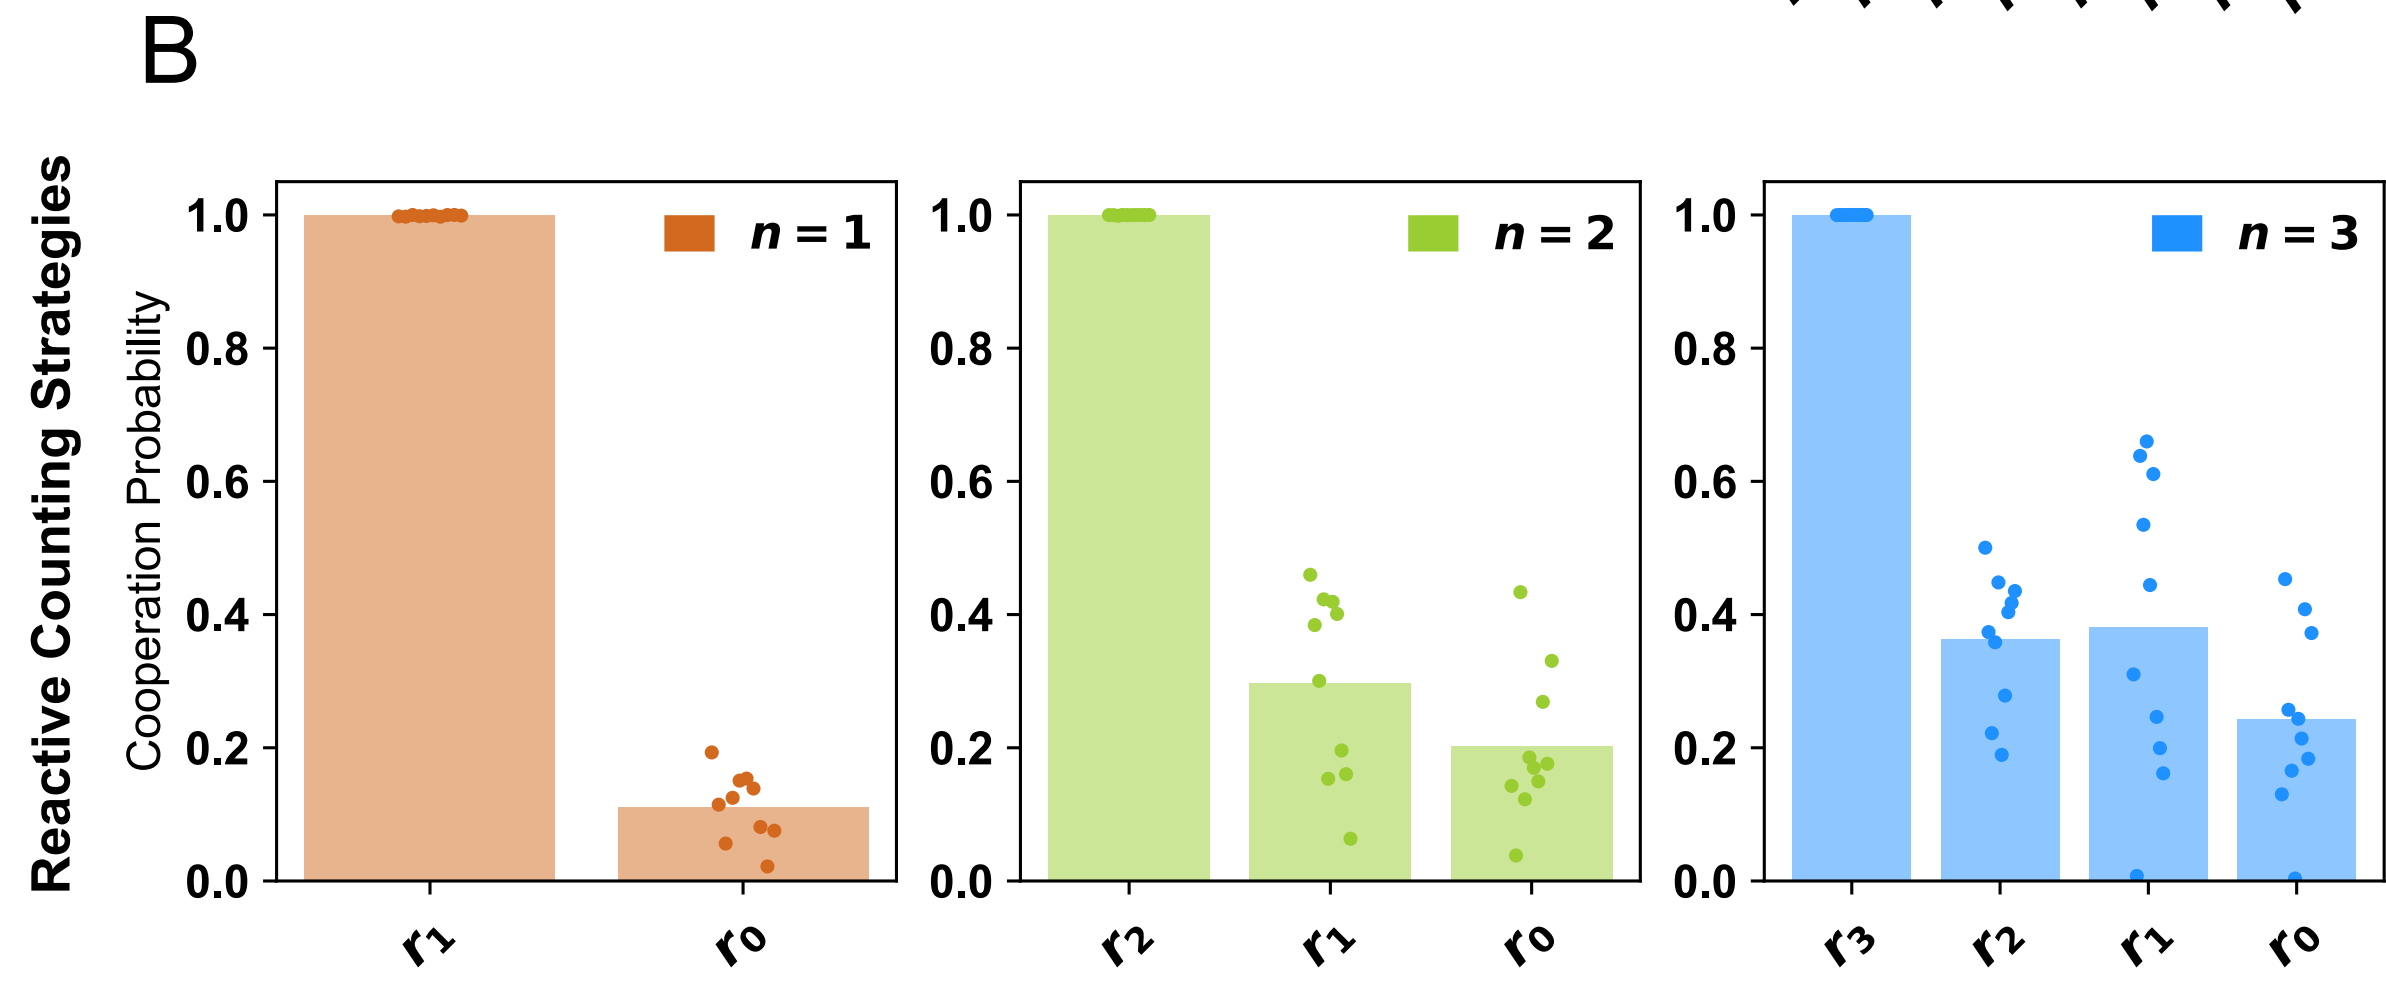 B
Reactive Counting Strategies
Cooperation Probability
1.0
0.8
0.6
0.4
0.2
0.0
n = 1
r1
r0
1.0
0.8
0.6
0.4
0.2
0.0
n = 2
r2
r1
r0
1.0
0.8
0.6
0.4
0.2
0.0
n = 3
r3
r2
r1
r0